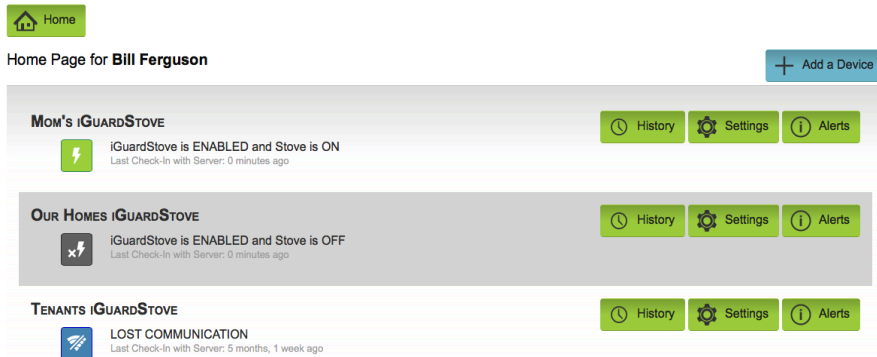 Home
Home Page for Bill Ferguson
+ Add a Device
Mom's iGuardStove
History Settings Alerts
iGuardStove is ENABLED and Stove is ON
Last Check-In with Server: 0 minutes ago
Our Homes iGuardStove
History Settings Alerts
iGuardStove is ENABLED and Stove is OFF
Last Check-In with Server: 0 minutes ago
Tenants iGuardStove
History Settings Alerts
LOST COMMUNICATION
Last Check-In with Server: 5 months, 1 week ago